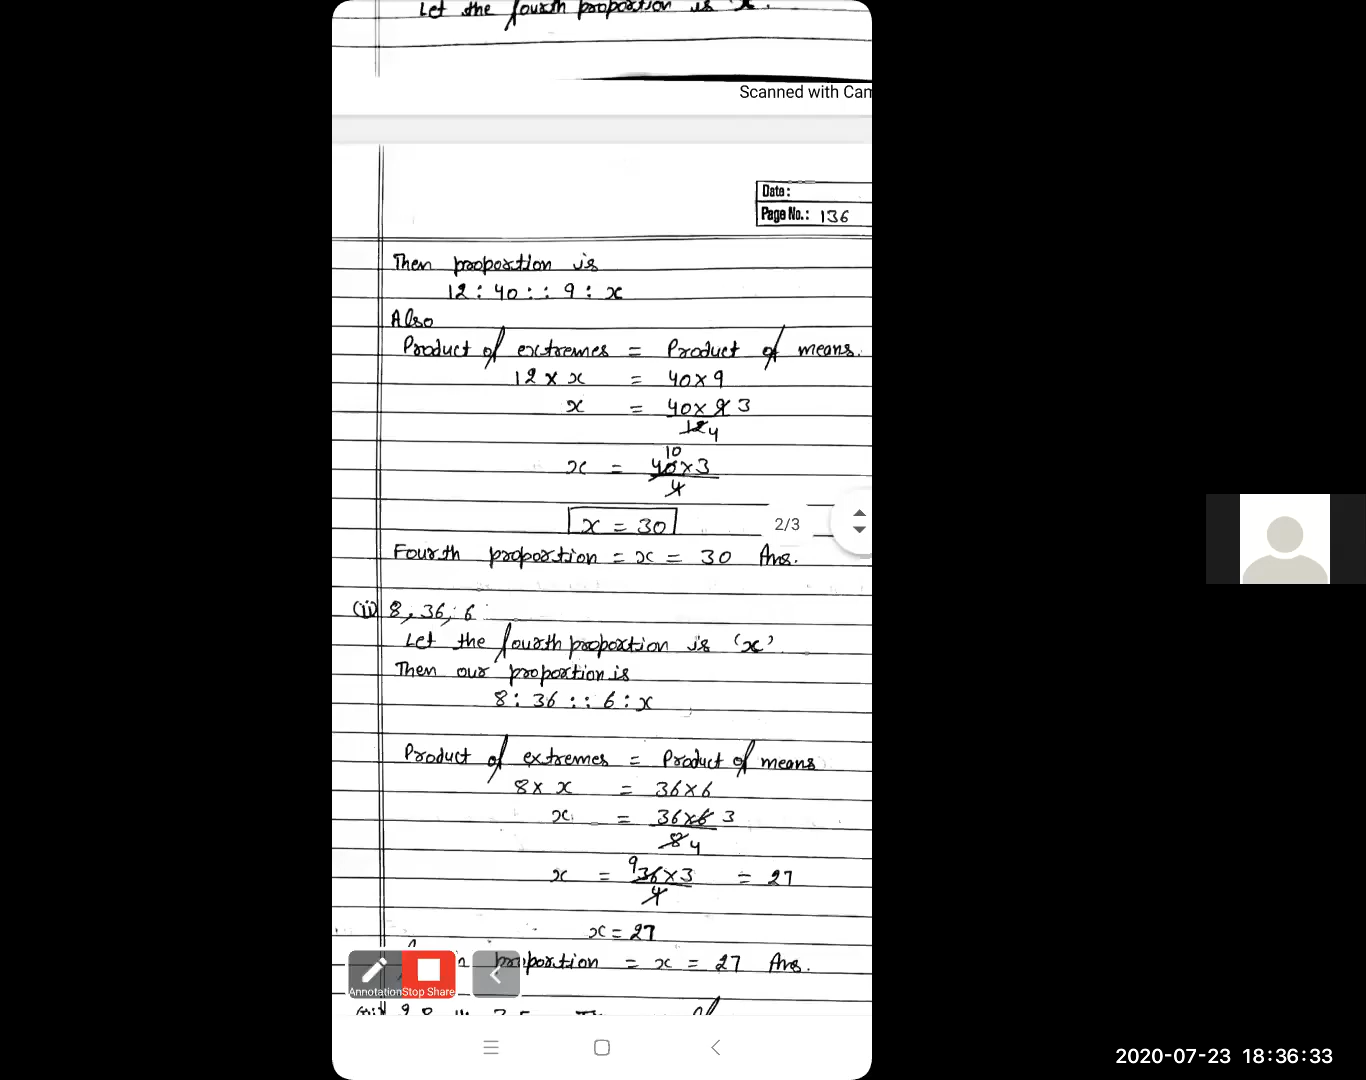 Let the fourth proportion is 'x'.
Scanned with Cam
Date:
Page No.: 136
Then proportion is
12 : 40 : : 9 : x
Also
Product of extremes = Product of means.
12 × x = 40 × 9
x = 40 × 9 3
12 4
10
x = 40 × 3
4
x = 30
2/3
Fourth proportion = x = 30 Ans.
(ii) 8, 36, 6
Let the fourth proportion is 'x'.
Then our proportion is
8 : 36 : : 6 : x
Product of extremes = Product of means
8 × x = 36 × 6
x = 36 × 6 3
8 4
x = 9 36 × 3 = 27
4
x = 27
proportion = x = 27 Ans.
Annotation Stop Share
2020-07-23 18:36:33